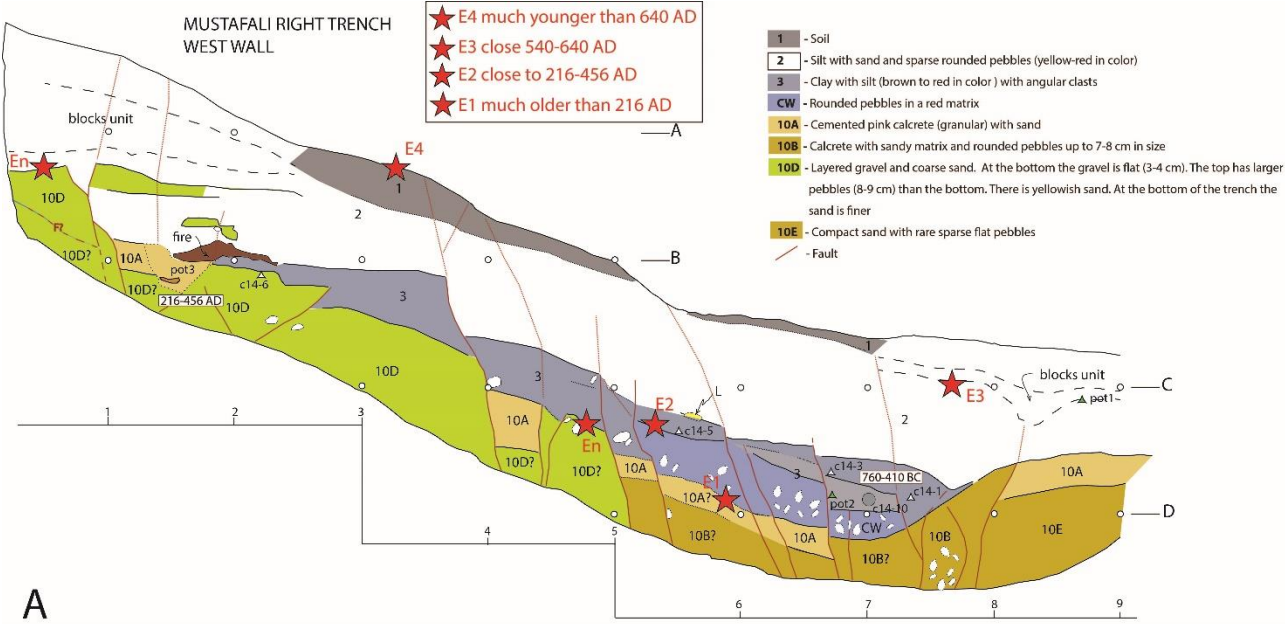 MUSTAFALI RIGHT TRENCH
WEST WALL
E4 much younger than 640 AD
E3 close 540-640 AD
E2 close to 216-456 AD
E1 much older than 216 AD
1 - Soil
2 - Silt with sand and sparse rounded pebbles (yellow-red in color)
3 - Clay with silt (brown to red in color ) with angular clasts
CW - Rounded pebbles in a red matrix
10A - Cemented pink calcrete (granular) with sand
10B - Calcrete with sandy matrix and rounded pebbles up to 7-8 cm in size
10D - Layered gravel and coarse sand. At the bottom the gravel is flat (3-4 cm). The top has larger
pebbles (8-9 cm) than the bottom. There is yellowish sand. At the bottom of the trench the
sand is finer
10E - Compact sand with rare sparse flat pebbles
- Fault
blocks unit
A
En
E4
1
10D
2
F?
fire
B
10D?
10A
pot3
c14-6
10D?
216-456 AD
10D
3
1
blocks unit
10D
3
L
E3
C
pot1
10A
En
E2
c14-5
2
10D?
10D?
10A
3
c14-3
760-410 BC
c14-1
10A
E1
10A?
pot2
c14-10
D
CW
10B?
10A
10B?
10B
10E
1
2
3
4
5
6
7
8
9
A